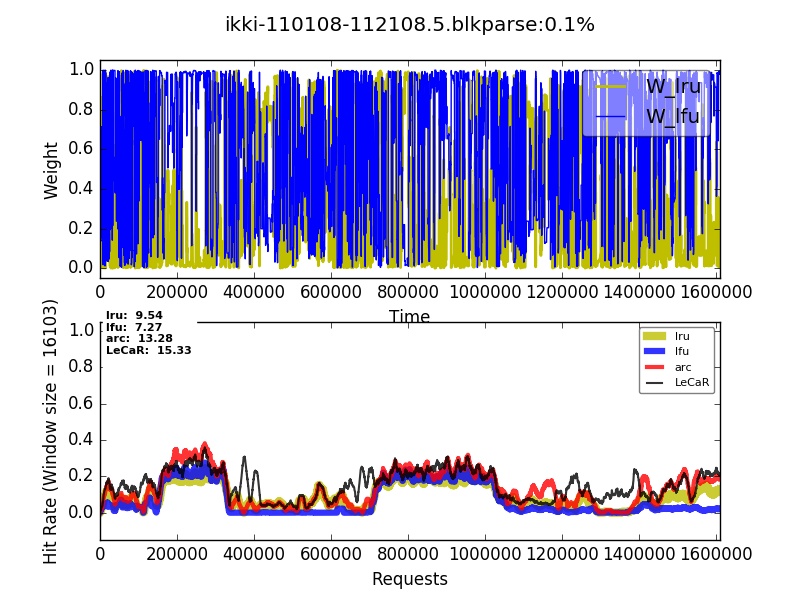 ikki-110108-112108.5.blkparse:0.1%
1.0
0.8
0.6
0.4
0.2
0.0
Weight
W_lru
W_lfu
0 200000 400000 600000 800000 1000000 1200000 1400000 1600000
Time
lru: 9.54
lfu: 7.27
arc: 13.28
LeCaR: 15.33
1.0
0.8
0.6
0.4
0.2
0.0
Hit Rate (Window size = 16103)
lru
lfu
arc
LeCaR
0 200000 400000 600000 800000 1000000 1200000 1400000 1600000
Requests